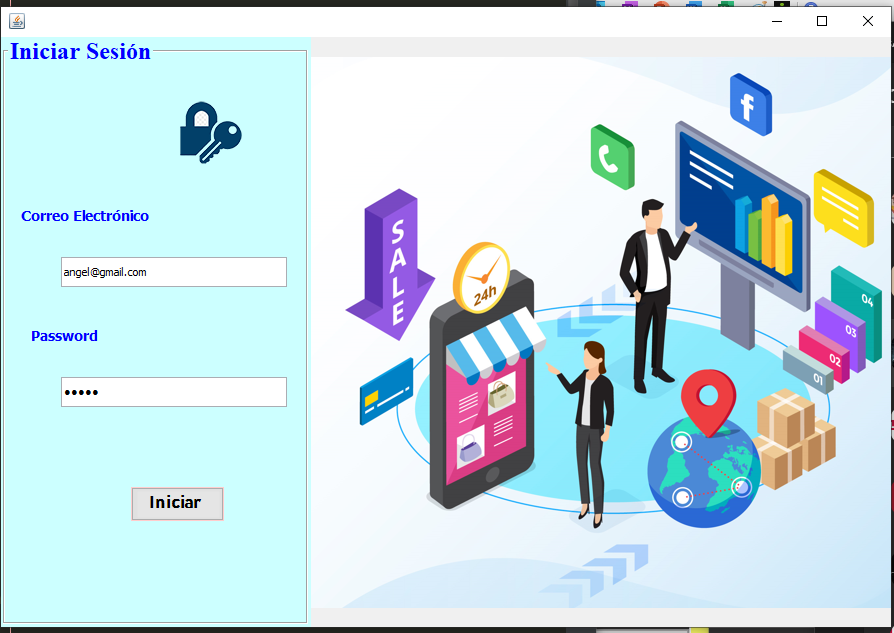 Iniciar Sesión
Correo Electrónico
angel@gmail.com
Password
•••••
Iniciar
SALE
24h
f
04
03
02
01